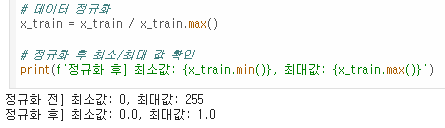 # 데이터 정규화
x_train = x_train / x_train.max()
# 정규화 후 최소/최대 값 확인
print(f'정규화 후] 최소값: {x_train.min()}, 최대값: {x_train.max()}')
정규화 전] 최소값: 0, 최대값: 255
정규화 후] 최소값: 0.0, 최대값: 1.0